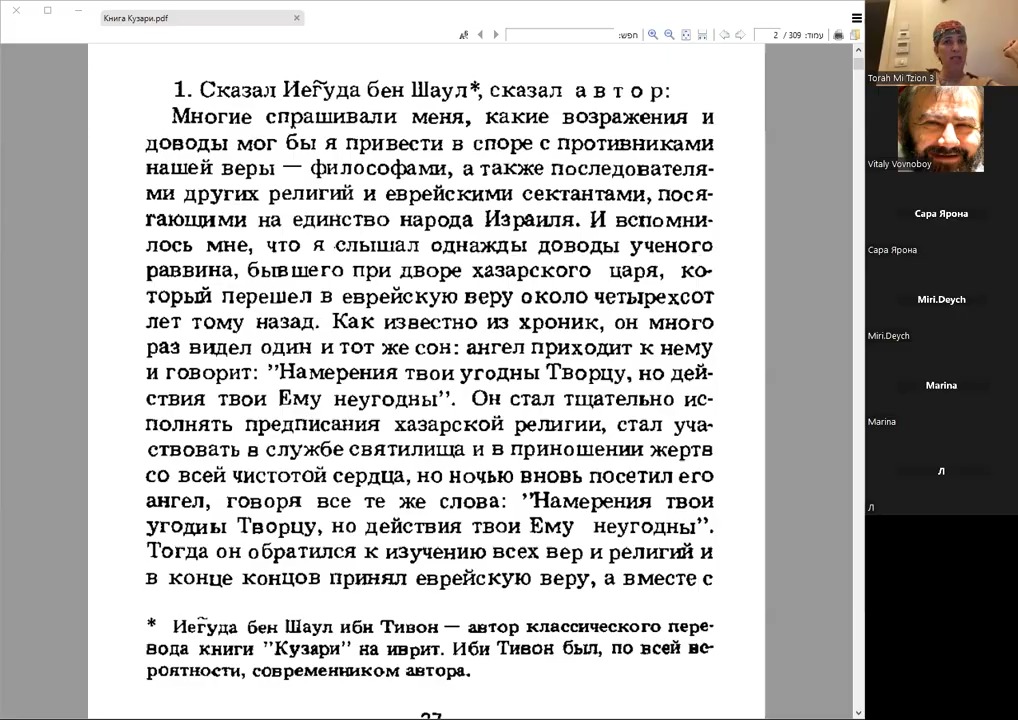 Книга Кузари.pdf
חפש:
2 / 309
עמוד:
1. Сказал Иеѓуда бен Шаул*, сказал автор:
Многие спрашивали меня, какие возражения и
доводы мог бы я привести в споре с противниками
нашей веры — философами, а также последователя-
ми других религий и еврейскими сектантами, пося-
гающими на единство народа Израиля. И вспомни-
лось мне, что я слышал однажды доводы ученого
раввина, бывшего при дворе хазарского царя, ко-
торый перешел в еврейскую веру около четырехсот
лет тому назад. Как известно из хроник, он много
раз видел один и тот же сон: ангел приходит к нему
и говорит: ”Намерения твои угодны Творцу, но дей-
ствия твои Ему неугодны”. Он стал тщательно ис-
полнять предписания хазарской религии, стал уча-
ствовать в службе святилища и в приношении жертв
со всей чистотой сердца, но ночью вновь посетил его
ангел, говоря все те же слова: ”Намерения твои
угодны Творцу, но действия твои Ему неугодны”.
Тогда он обратился к изучению всех вер и религий и
в конце концов принял еврейскую веру, а вместе с
* Иеѓуда бен Шаул ибн Тивон — автор классического пере-
вода книги ”Кузари” на иврит. Ибн Тивон был, по всей ве-
роятности, современником автора.
27
Torah Mi Tzion 3
Vitaly Vovnoboy
Сара Ярона
Сара Ярона
Miri.Deych
Miri.Deych
Marina
Marina
Л
Л